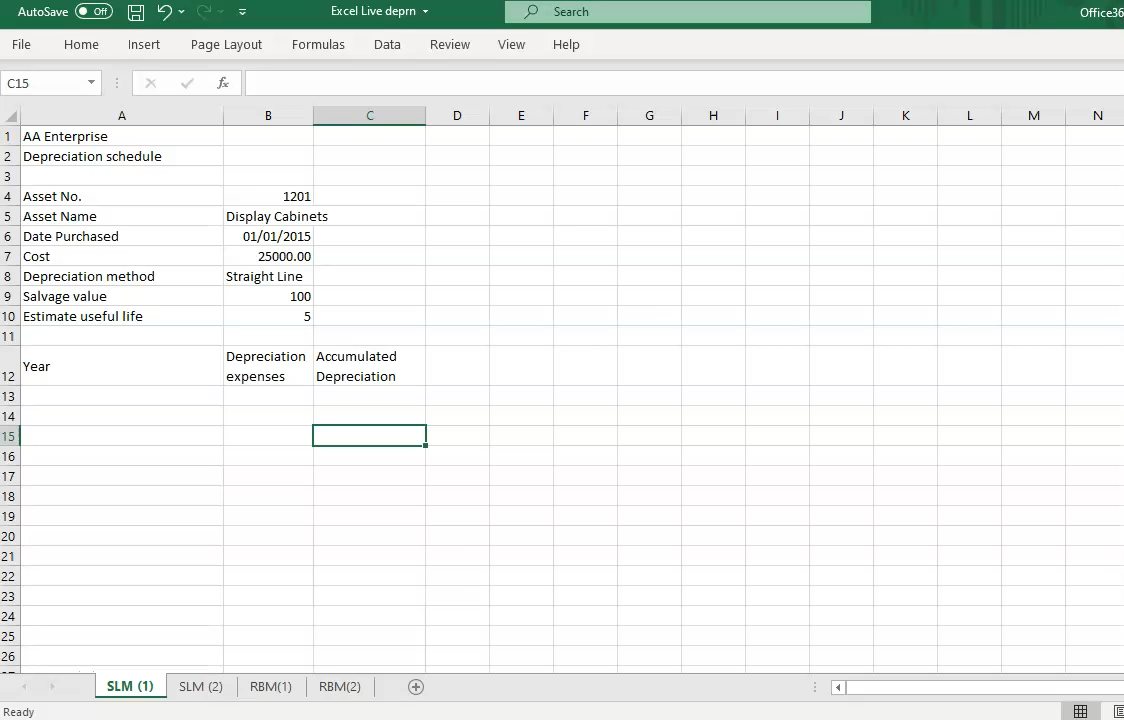 AutoSave Off Excel Live deprn Search Office36
File Home Insert Page Layout Formulas Data Review View Help
C15 fx
A B C D E F G H I J K L M N
1 AA Enterprise
2 Depreciation schedule
3
4 Asset No. 1201
5 Asset Name Display Cabinets
6 Date Purchased 01/01/2015
7 Cost 25000.00
8 Depreciation method Straight Line
9 Salvage value 100
10 Estimate useful life 5
11
Depreciation Accumulated
Year
12 expenses Depreciation
13
14
15
16
17
18
19
20
21
22
23
24
25
26
SLM (1) SLM (2) RBM(1) RBM(2)
Ready